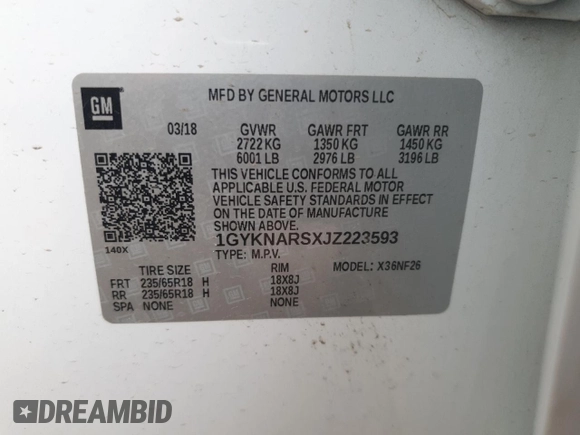 GM
MFD BY GENERAL MOTORS LLC
03/18 GVWR GAWR FRT GAWR RR
2722 KG 1350 KG 1450 KG
6001 LB 2976 LB 3196 LB
THIS VEHICLE CONFORMS TO ALL
APPLICABLE U.S. FEDERAL MOTOR
VEHICLE SAFETY STANDARDS IN EFFECT
ON THE DATE OF MANUFACTURE
SHOWN ABOVE.
140X
1GYKNARSXJZ223593
TYPE: M.P.V.
TIRE SIZE RIM MODEL: X36NF26
FRT 235/65R18 H 18X8J
RR 235/65R18 H 18X8J
SPA NONE NONE
DREAMBID